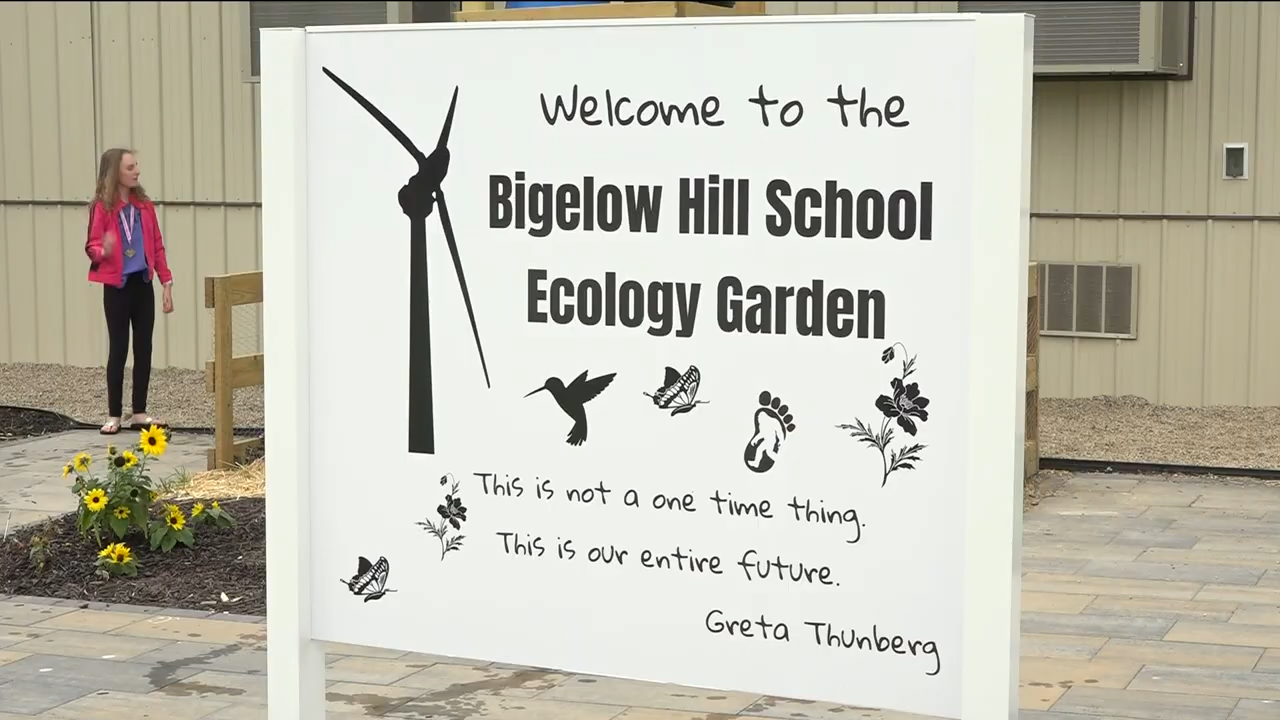 Welcome to the
Bigelow Hill School
Ecology Garden
This is not a one time thing.
This is our entire future.
Greta Thunberg